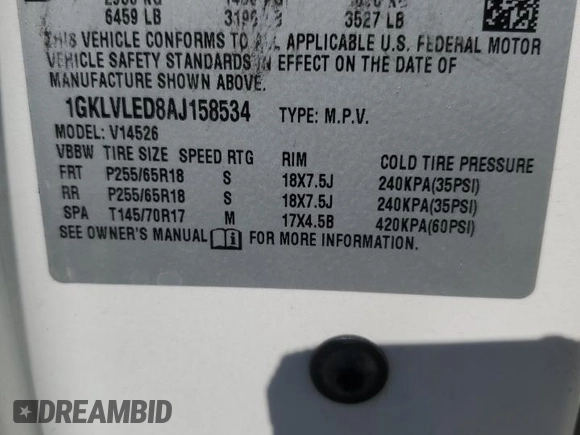 6459 LB 3527 LB
THIS VEHICLE CONFORMS TO ALL APPLICABLE U.S. FEDERAL MOTOR
VEHICLE SAFETY STANDARDS IN EFFECT ON THE DATE OF
MANUFACTURE SHOWN ABOVE.
1GKLVLED8AJ158534 TYPE: M.P.V.
MODEL: V14526
VBBW TIRE SIZE SPEED RTG RIM COLD TIRE PRESSURE
FRT P255/65R18 S 18X7.5J 240KPA(35PSI)
RR P255/65R18 S 18X7.5J 240KPA(35PSI)
SPA T145/70R17 M 17X4.5B 420KPA(60PSI)
SEE OWNER'S MANUAL FOR MORE INFORMATION.
DREAMBID